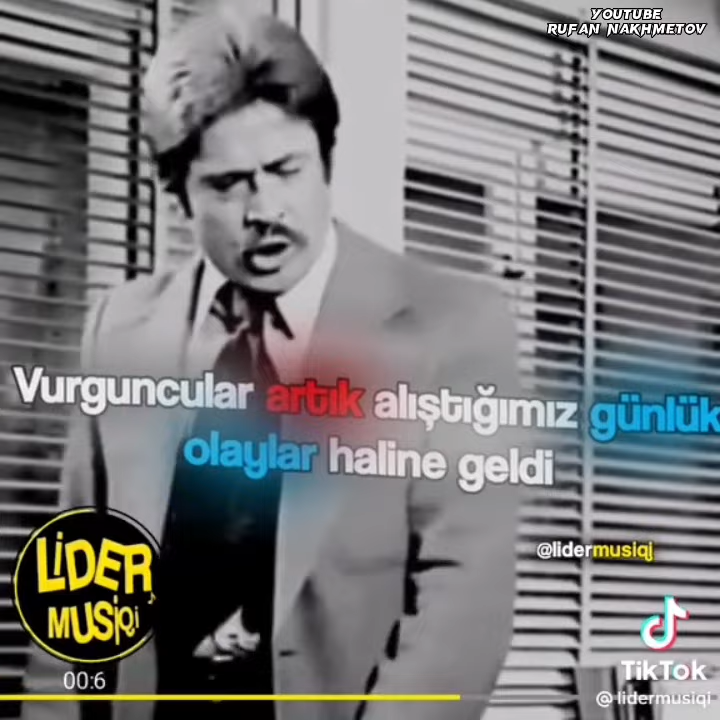 YOUTUBE
RUFAN NAKHMETOV
Vurguncular artık alıştığımız günlük
olaylar haline geldi
@lidermusiqi
LİDER
MUSİQİ
00:6
TikTok
@lidermusiqi